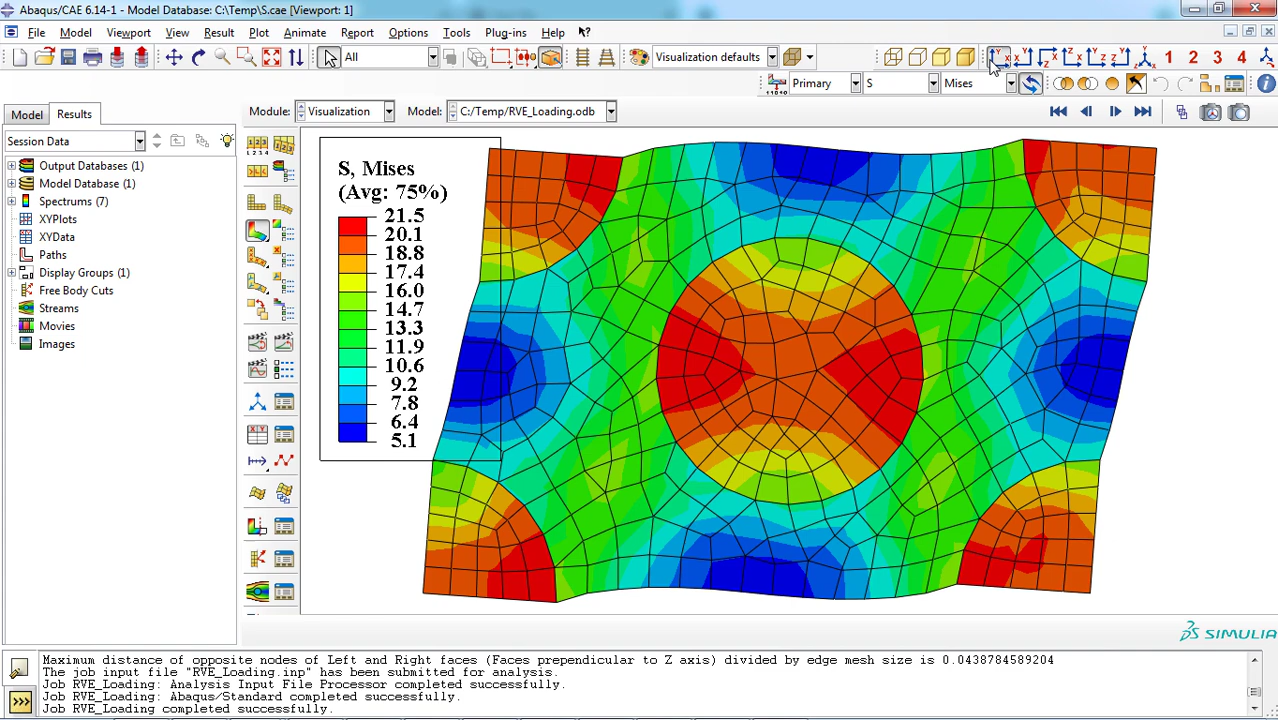 Abaqus/CAE 6.14-1 - Model Database: C:\Temp\S.cae [Viewport: 1]
File Model Viewport View Result Plot Animate Report Options Tools Plug-ins Help
All Visualization defaults 1 2 3 4
Primary S Mises
Model Results Module: Visualization Model: C:/Temp/RVE_Loading.odb
Session Data
Output Databases (1)
Model Database (1)
Spectrums (7)
XYPlots
XYData
Paths
Display Groups (1)
Free Body Cuts
Streams
Movies
Images
S, Mises
(Avg: 75%)
21.5
20.1
18.8
17.4
16.0
14.7
13.3
11.9
10.6
9.2
7.8
6.4
5.1
SIMULIA
Maximum distance of opposite nodes of Left and Right faces (Faces perpendicular to Z axis) divided by edge mesh size is 0.0438784589204
The job input file "RVE_Loading.inp" has been submitted for analysis.
Job RVE_Loading: Analysis Input File Processor completed successfully.
Job RVE_Loading: Abaqus/Standard completed successfully.
Job RVE_Loading completed successfully.